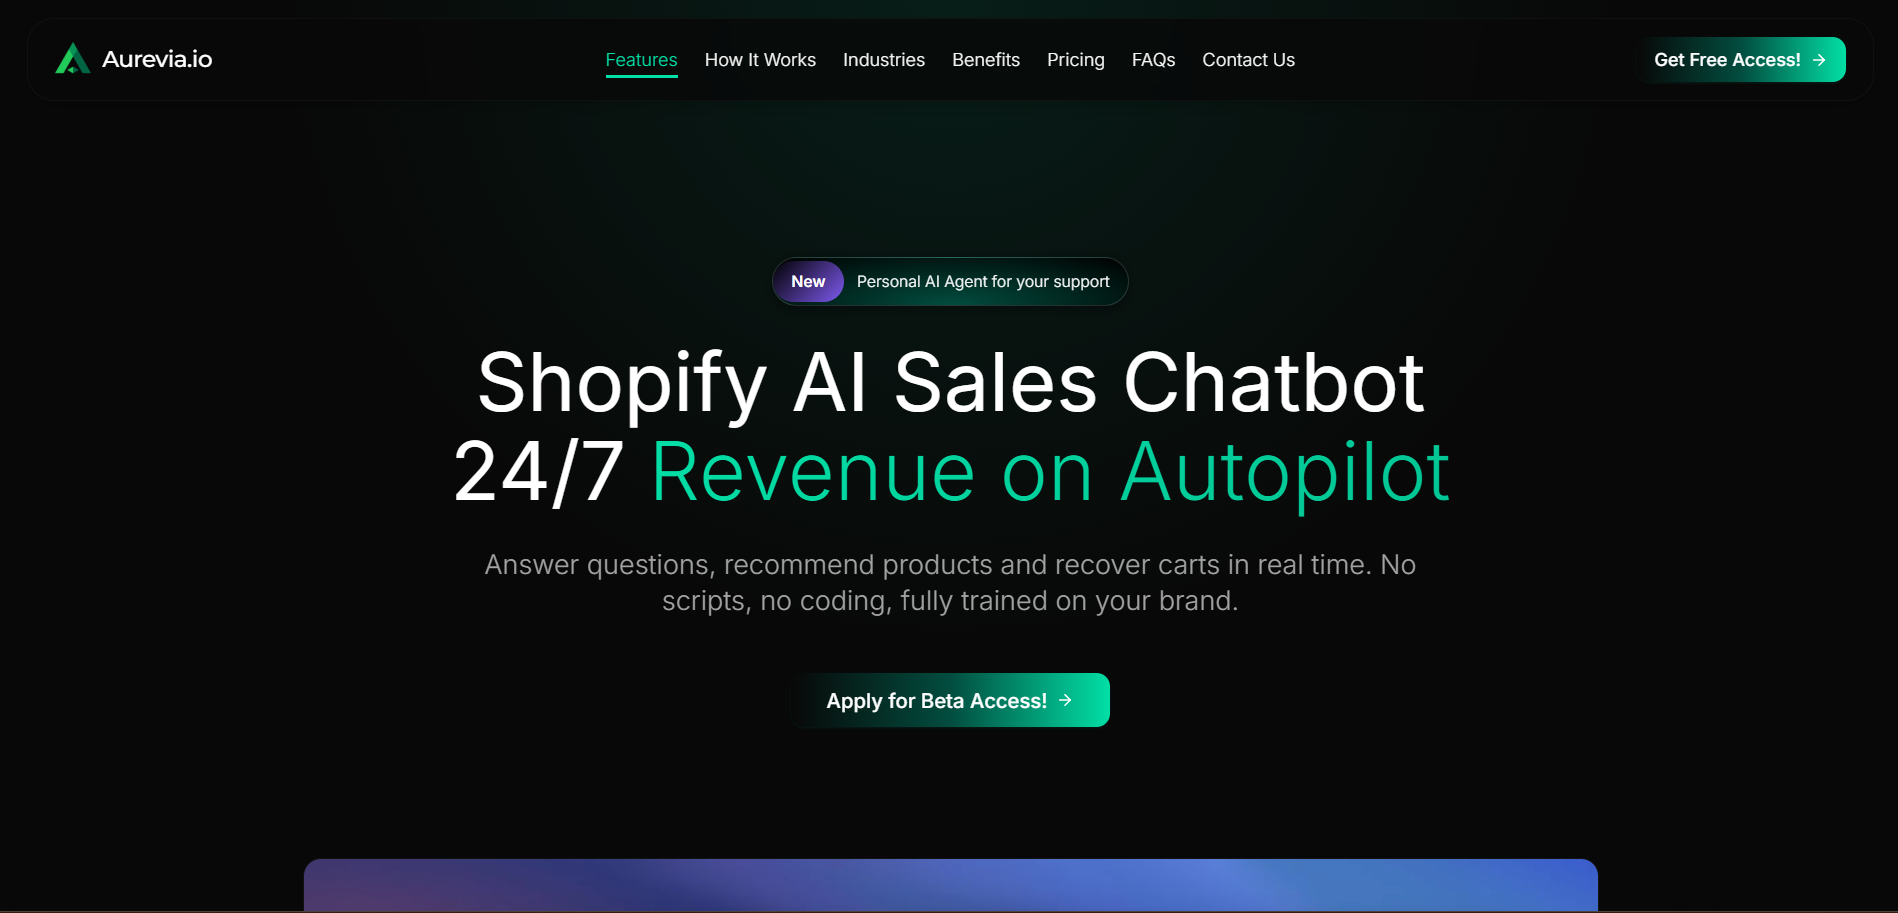 Aurevia.io
Features How It Works Industries Benefits Pricing FAQs Contact Us
Get Free Access! →
New Personal AI Agent for your support
Shopify AI Sales Chatbot
24/7 Revenue on Autopilot
Answer questions, recommend products and recover carts in real time. No
scripts, no coding, fully trained on your brand.
Apply for Beta Access! →